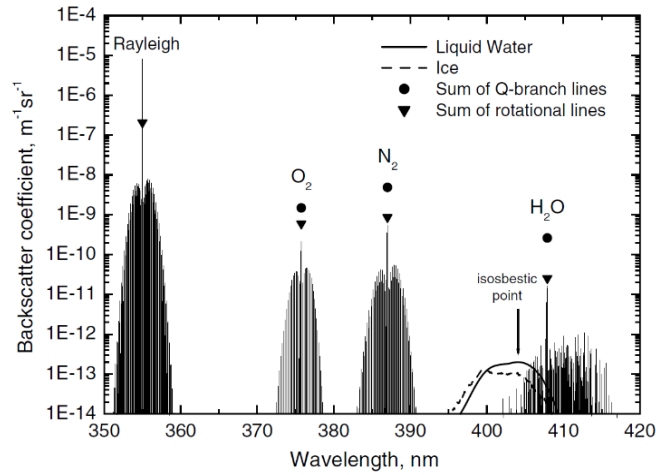 1E-4
1E-5
1E-6
1E-7
1E-8
1E-9
1E-10
1E-11
1E-12
1E-13
1E-14
Backscatter coefficient, m⁻¹sr⁻¹
Rayleigh
Liquid Water
Ice
Sum of Q-branch lines
Sum of rotational lines
O₂
N₂
H₂O
isosbestic
point
350 360 370 380 390 400 410 420
Wavelength, nm